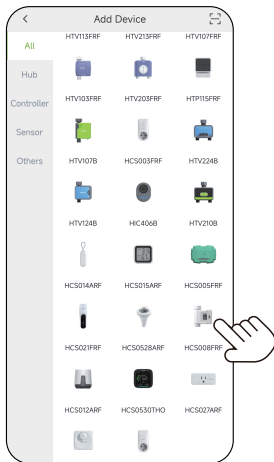 Add Device
All
Hub
Controller
Sensor
Others
HTV113FRF HTV213FRF HTV107FRF
HTV103FRF HTV203FRF HTP115FRF
HTV107B HCS003FRF HTV224B
HTV124B HIC406B HTV210B
HCS014ARF HCS015ARF HCS005FRF
HCS021FRF HCS0528ARF HCS008FRF
HCS012ARF HCS0530THO HCS027ARF